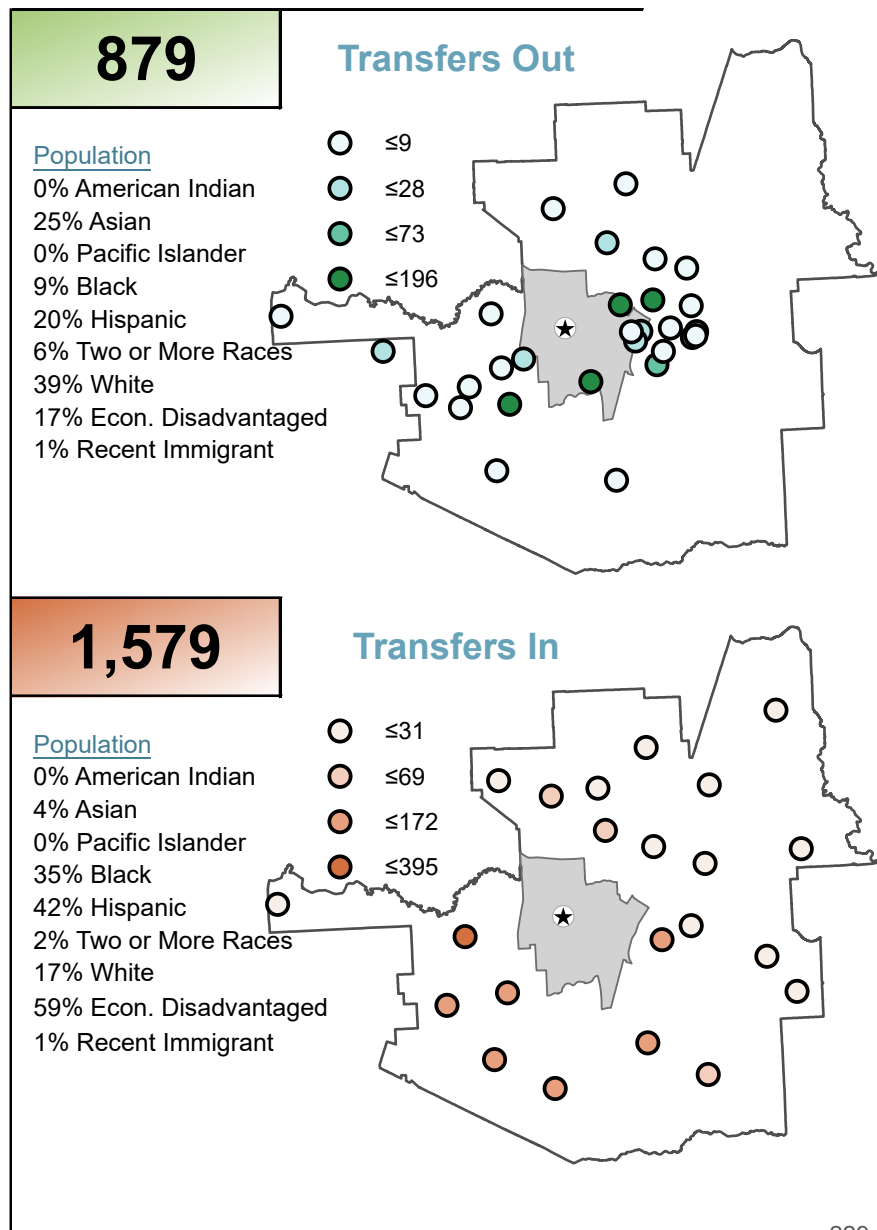 879
Transfers Out
Population
0% American Indian
25% Asian
0% Pacific Islander
9% Black
20% Hispanic
6% Two or More Races
39% White
17% Econ. Disadvantaged
1% Recent Immigrant
≤9
≤28
≤73
≤196
1,579
Transfers In
Population
0% American Indian
4% Asian
0% Pacific Islander
35% Black
42% Hispanic
2% Two or More Races
17% White
59% Econ. Disadvantaged
1% Recent Immigrant
≤31
≤69
≤172
≤395